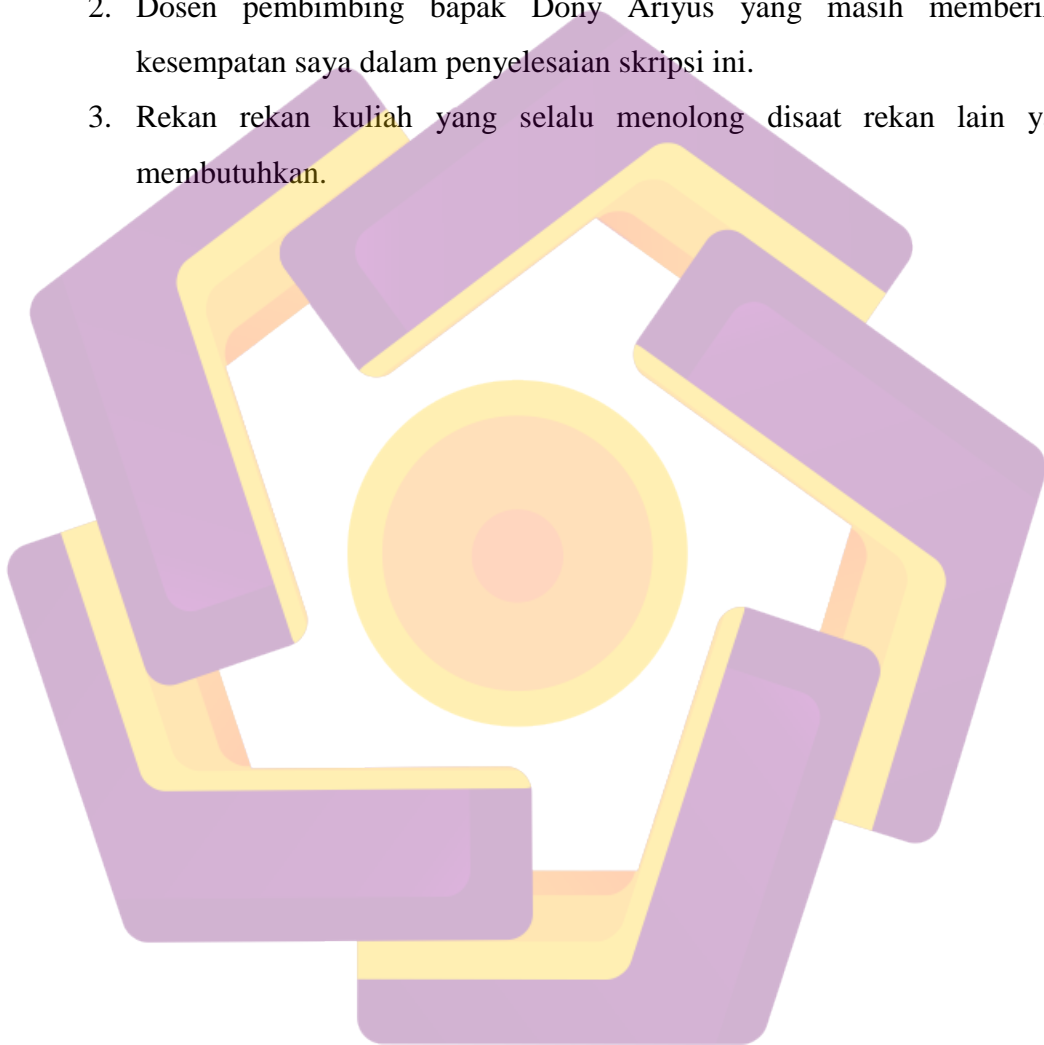 2. Dosen pembimbing bapak Dony Ariyus yang masih
kesempatan saya dalam penyelesaian skripsi ini.
3. Rekan rekan kuliah yang selalu menolong disaat rekan lain
membutuhkan.